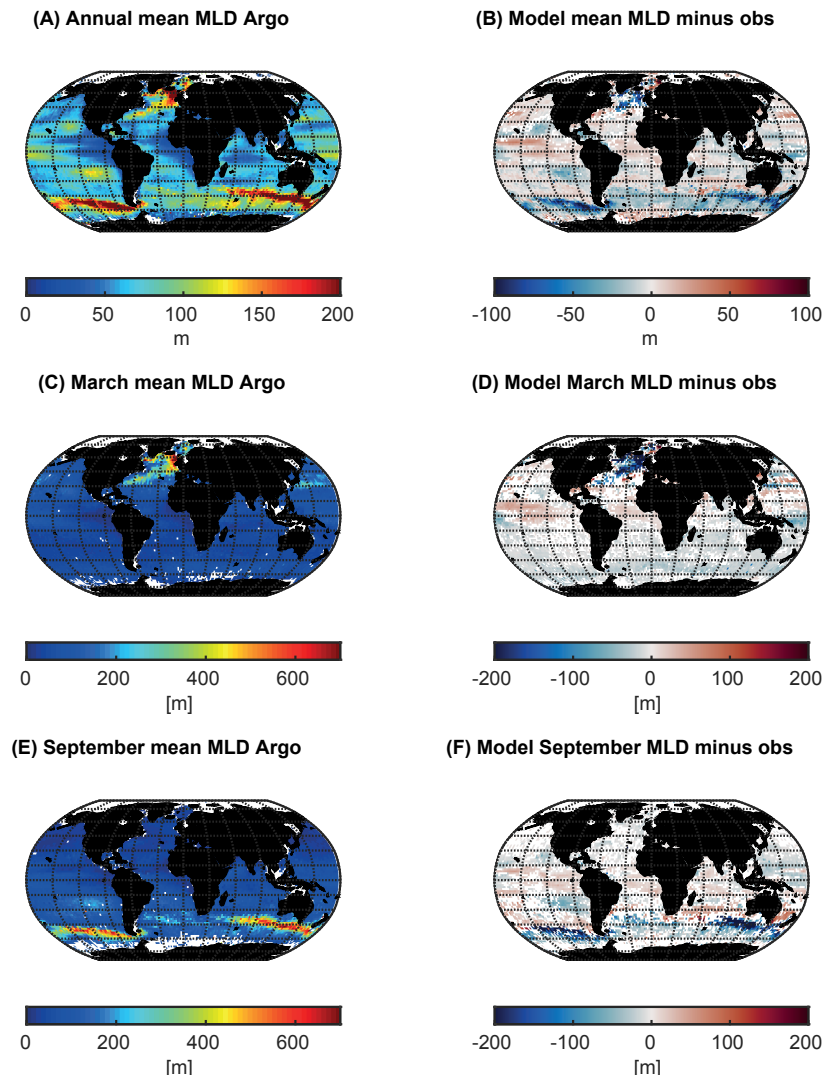 (A) Annual mean MLD Argo
(B) Model mean MLD minus obs
0 50 100 150 200
m
-100 -50 0 50 100
m
(C) March mean MLD Argo
(D) Model March MLD minus obs
0 200 400 600
[m]
-200 -100 0 100 200
[m]
(E) September mean MLD Argo
(F) Model September MLD minus obs
0 200 400 600
[m]
-200 -100 0 100 200
[m]